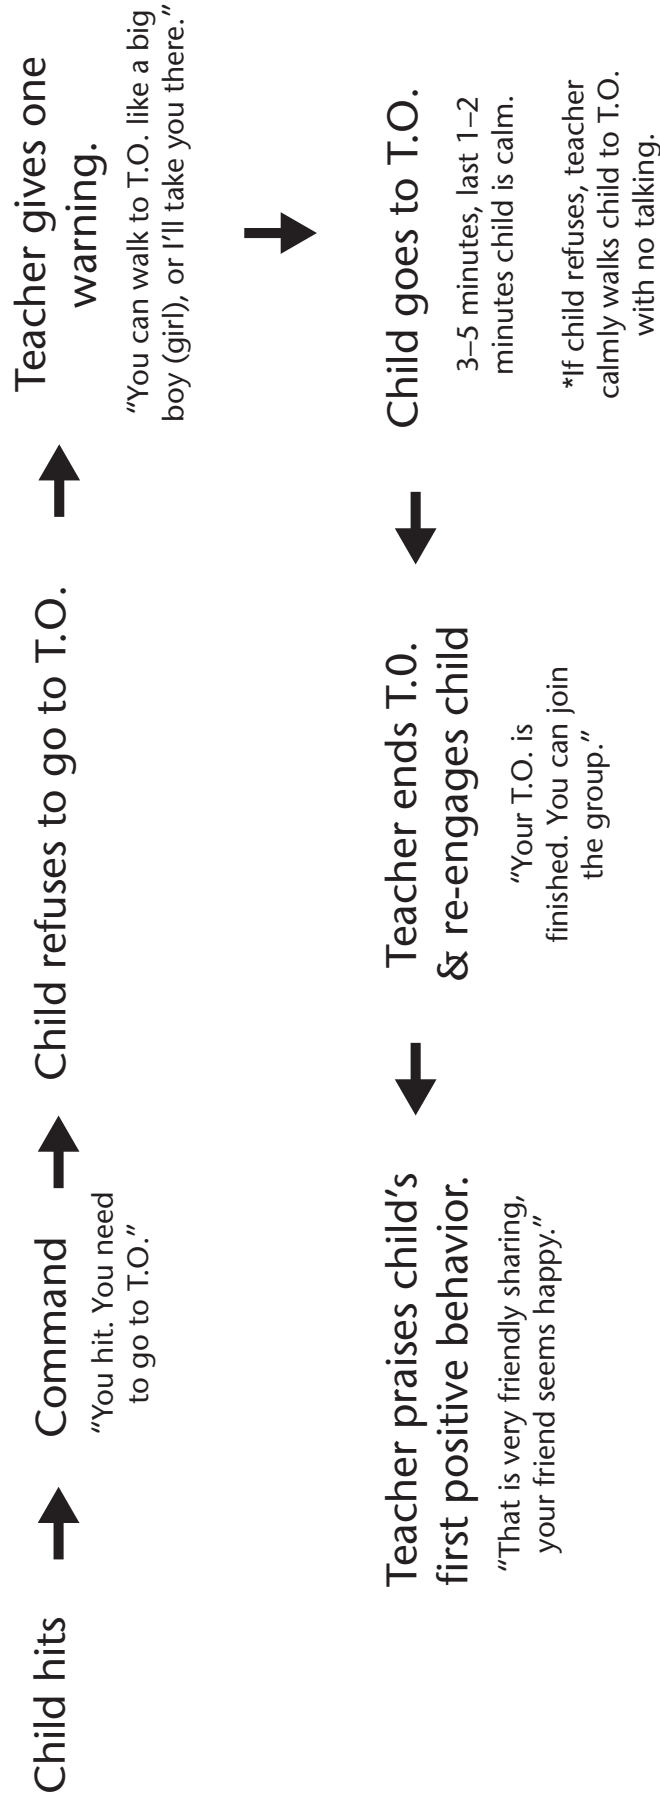 Child hits
Command
“You hit. You need
to go to T.O.”
Child refuses to go to T.O.
Teacher gives one
warning.
“You can walk to T.O. like a big
boy (girl), or I’ll take you there.”
Child goes to T.O.
3–5 minutes, last 1–2
minutes child is calm.
*If child refuses, teacher
calmly walks child to T.O.
with no talking.
Teacher ends T.0.
& re-engages child
“Your T.O. is
finished. You can join
the group.”
Teacher praises child’s
first positive behavior.
“That is very friendly sharing,
your friend seems happy.”